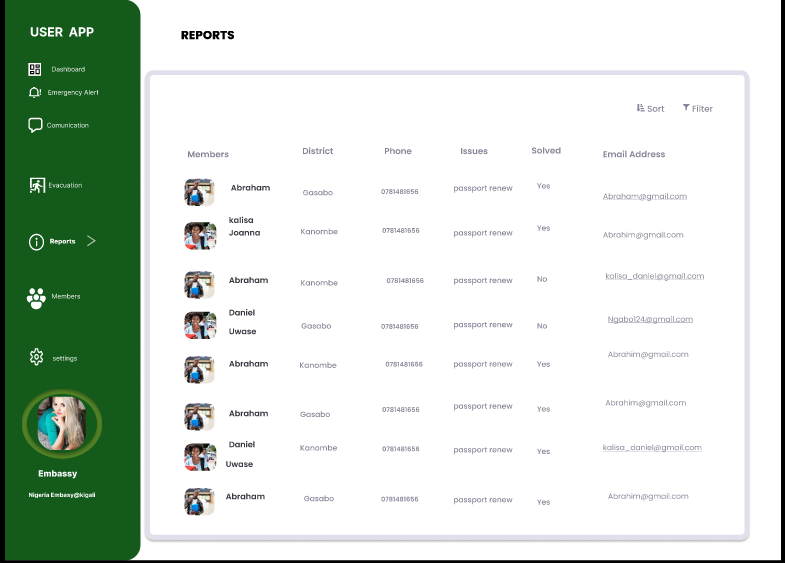 USER APP
Dashboard
Emergency Alert
Comunication
Evacuation
Reports
Members
settings
Embassy
Nigeria Embasy@kigali
REPORTS
Sort Filter
Members District Phone Issues Solved Email Address
Abraham Gasabo 0781481656 passport renew Yes Abraham@gmail.com
kalisa
Joanna Kanombe 0781481656 passport renew Yes Abrahim@gmail.com
Abraham Kanombe 0781481656 passport renew No kalisa_daniel@gmail.com
Daniel
Uwase Gasabo 0781481656 passport renew No Ngabo124@gmail.com
Abraham Kanombe 0781481656 passport renew Yes Abrahim@gmail.com
Abraham Gasabo 0781481656 passport renew Yes Abrahim@gmail.com
Daniel
Uwase Kanombe 0781481656 passport renew Yes kalisa_daniel@gmail.com
Abraham Gasabo 0781481656 passport renew Yes Abrahim@gmail.com